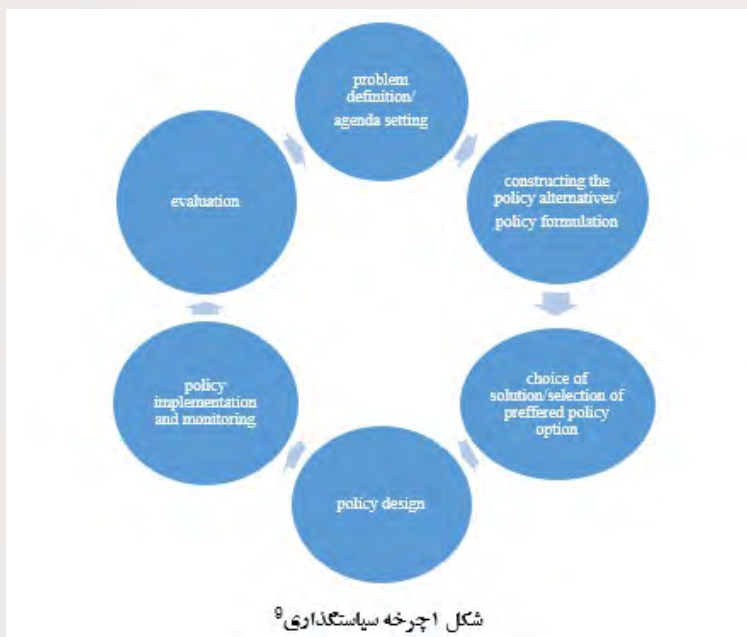 problem
definition/
agenda setting
constructing the
policy alternatives/
policy formulation
choice of
solution/selection of
preffered policy
option
policy design
policy
implementation
and monitoring
evaluation
شکل ۱چرخه سیاستگذاری9